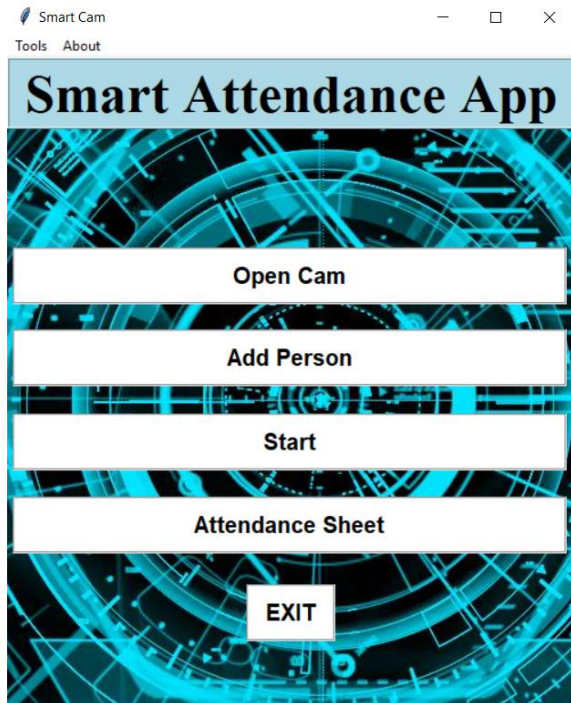 Smart Cam
Tools About
Smart Attendance App
Open Cam
Add Person
Start
Attendance Sheet
EXIT